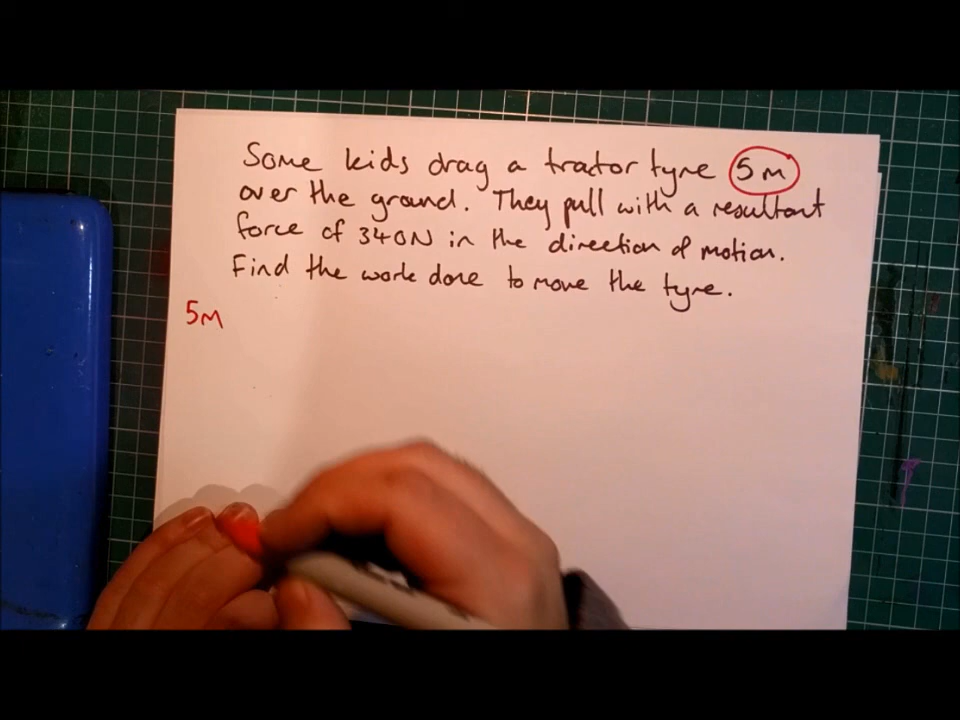 Some kids drag a tractor tyre 5m
over the ground. They pull with a resultant
force of 340N in the direction of motion.
Find the work done to move the tyre.
5m